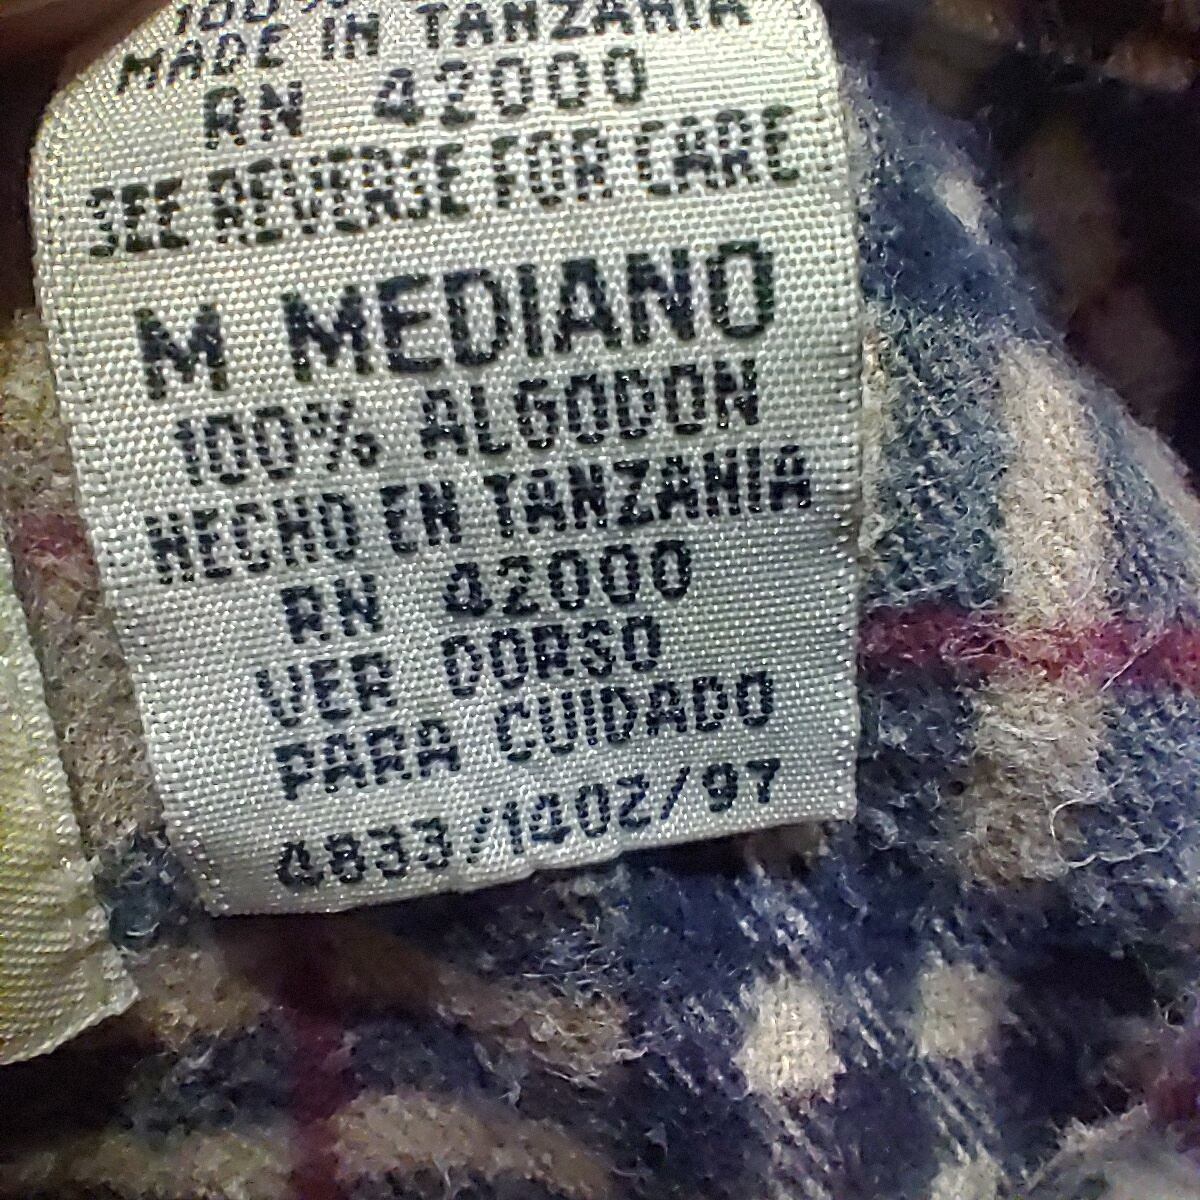 100%
MADE IN TANZANIA
RN 42000
SEE REVERSE FOR CARE
M MEDIANO
100% ALGODON
HECHO EN TANZANIA
RN 42000
VER DORSO
PARA CUIDADO
4833/1402/97